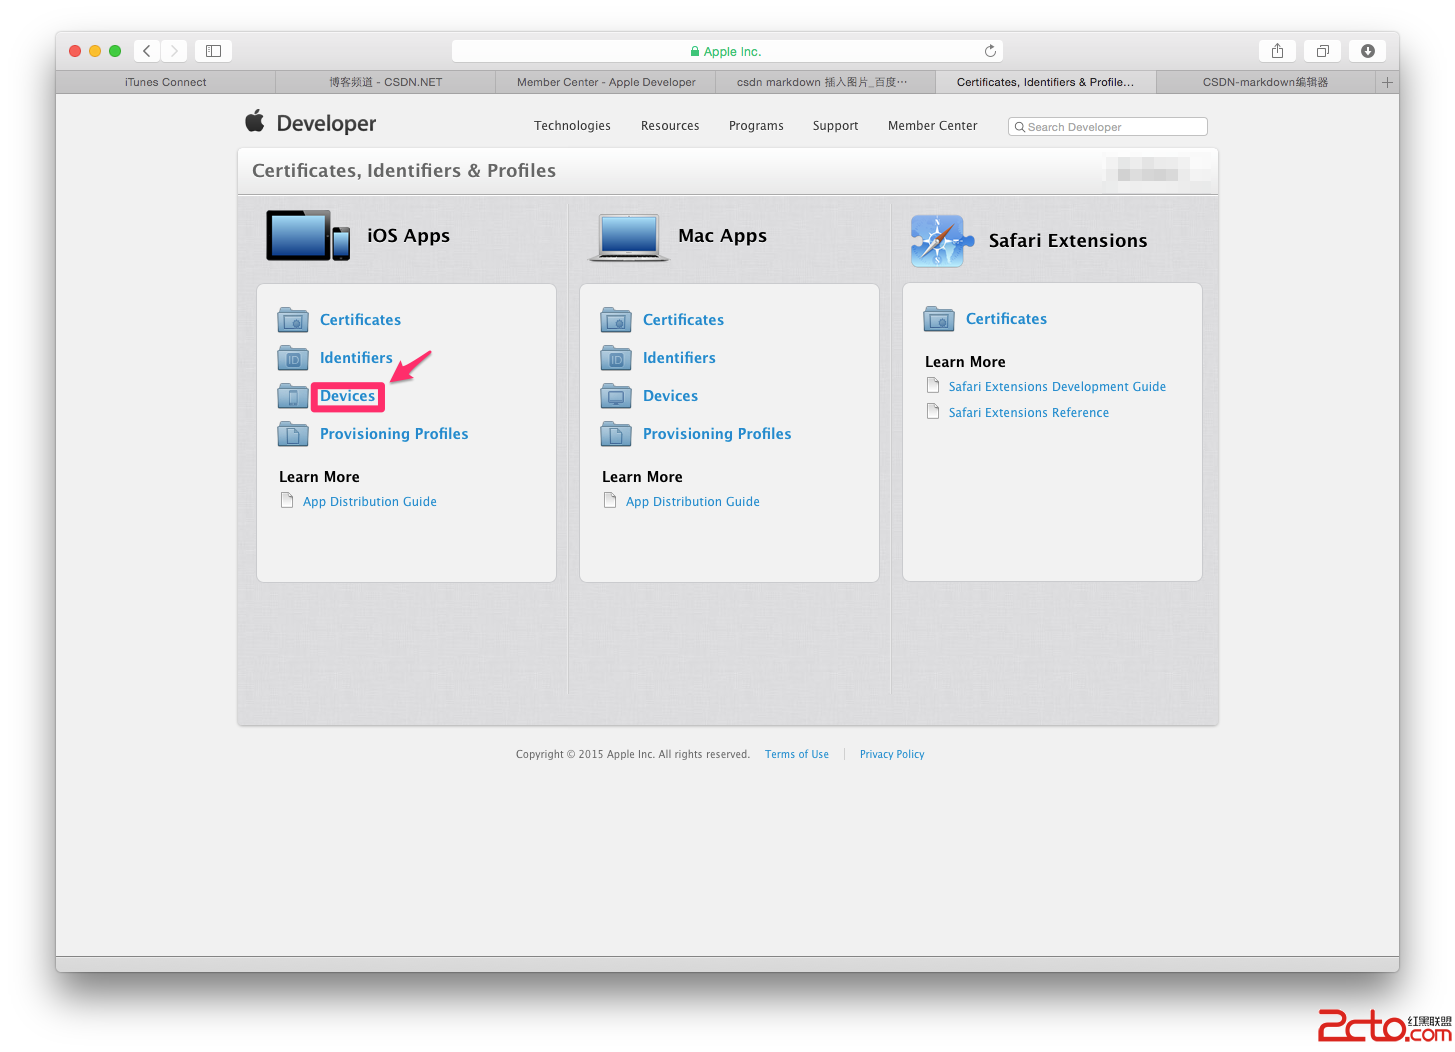 Apple Inc.
iTunes Connect
博客频道 - CSDN.NET
Member Center - Apple Developer
csdn markdown 插入图片_百度…
Certificates, Identifiers & Profile…
CSDN-markdown编辑器
Developer
Technologies
Resources
Programs
Support
Member Center
Search Developer
Certificates, Identifiers & Profiles
iOS Apps
Certificates
Identifiers
Devices
Provisioning Profiles
Learn More
App Distribution Guide
Mac Apps
Certificates
Identifiers
Devices
Provisioning Profiles
Learn More
App Distribution Guide
Safari Extensions
Certificates
Learn More
Safari Extensions Development Guide
Safari Extensions Reference
Copyright © 2015 Apple Inc. All rights reserved.
Terms of Use
Privacy Policy
2cto.com
红黑联盟